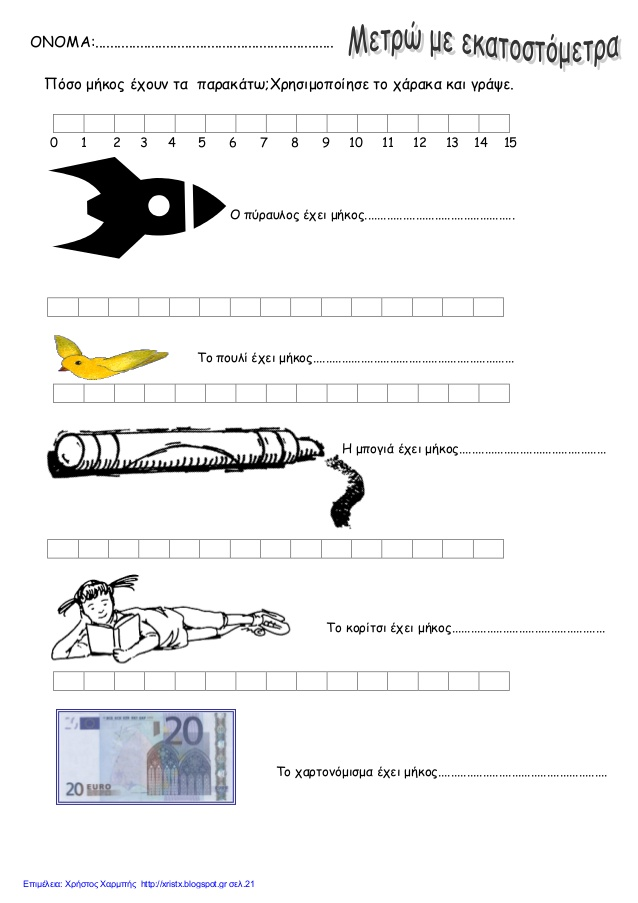 ΟΝΟΜΑ:................................................................
Μετρώ με εκατοστόμετρα
Πόσο μήκος έχουν τα παρακάτω;Χρησιμοποίησε το χάρακα και γράψε.
0 1 2 3 4 5 6 7 8 9 10 11 12 13 14 15
Ο πύραυλος έχει μήκος...............................................
Το πουλί έχει μήκος...............................................................
Η μπογιά έχει μήκος..............................................
Το κορίτσι έχει μήκος................................................
20
20 EURO
Το χαρτονόμισμα έχει μήκος.....................................................
Επιμέλεια: Χρήστος Χαρμπής http://xristx.blogspot.gr σελ.21